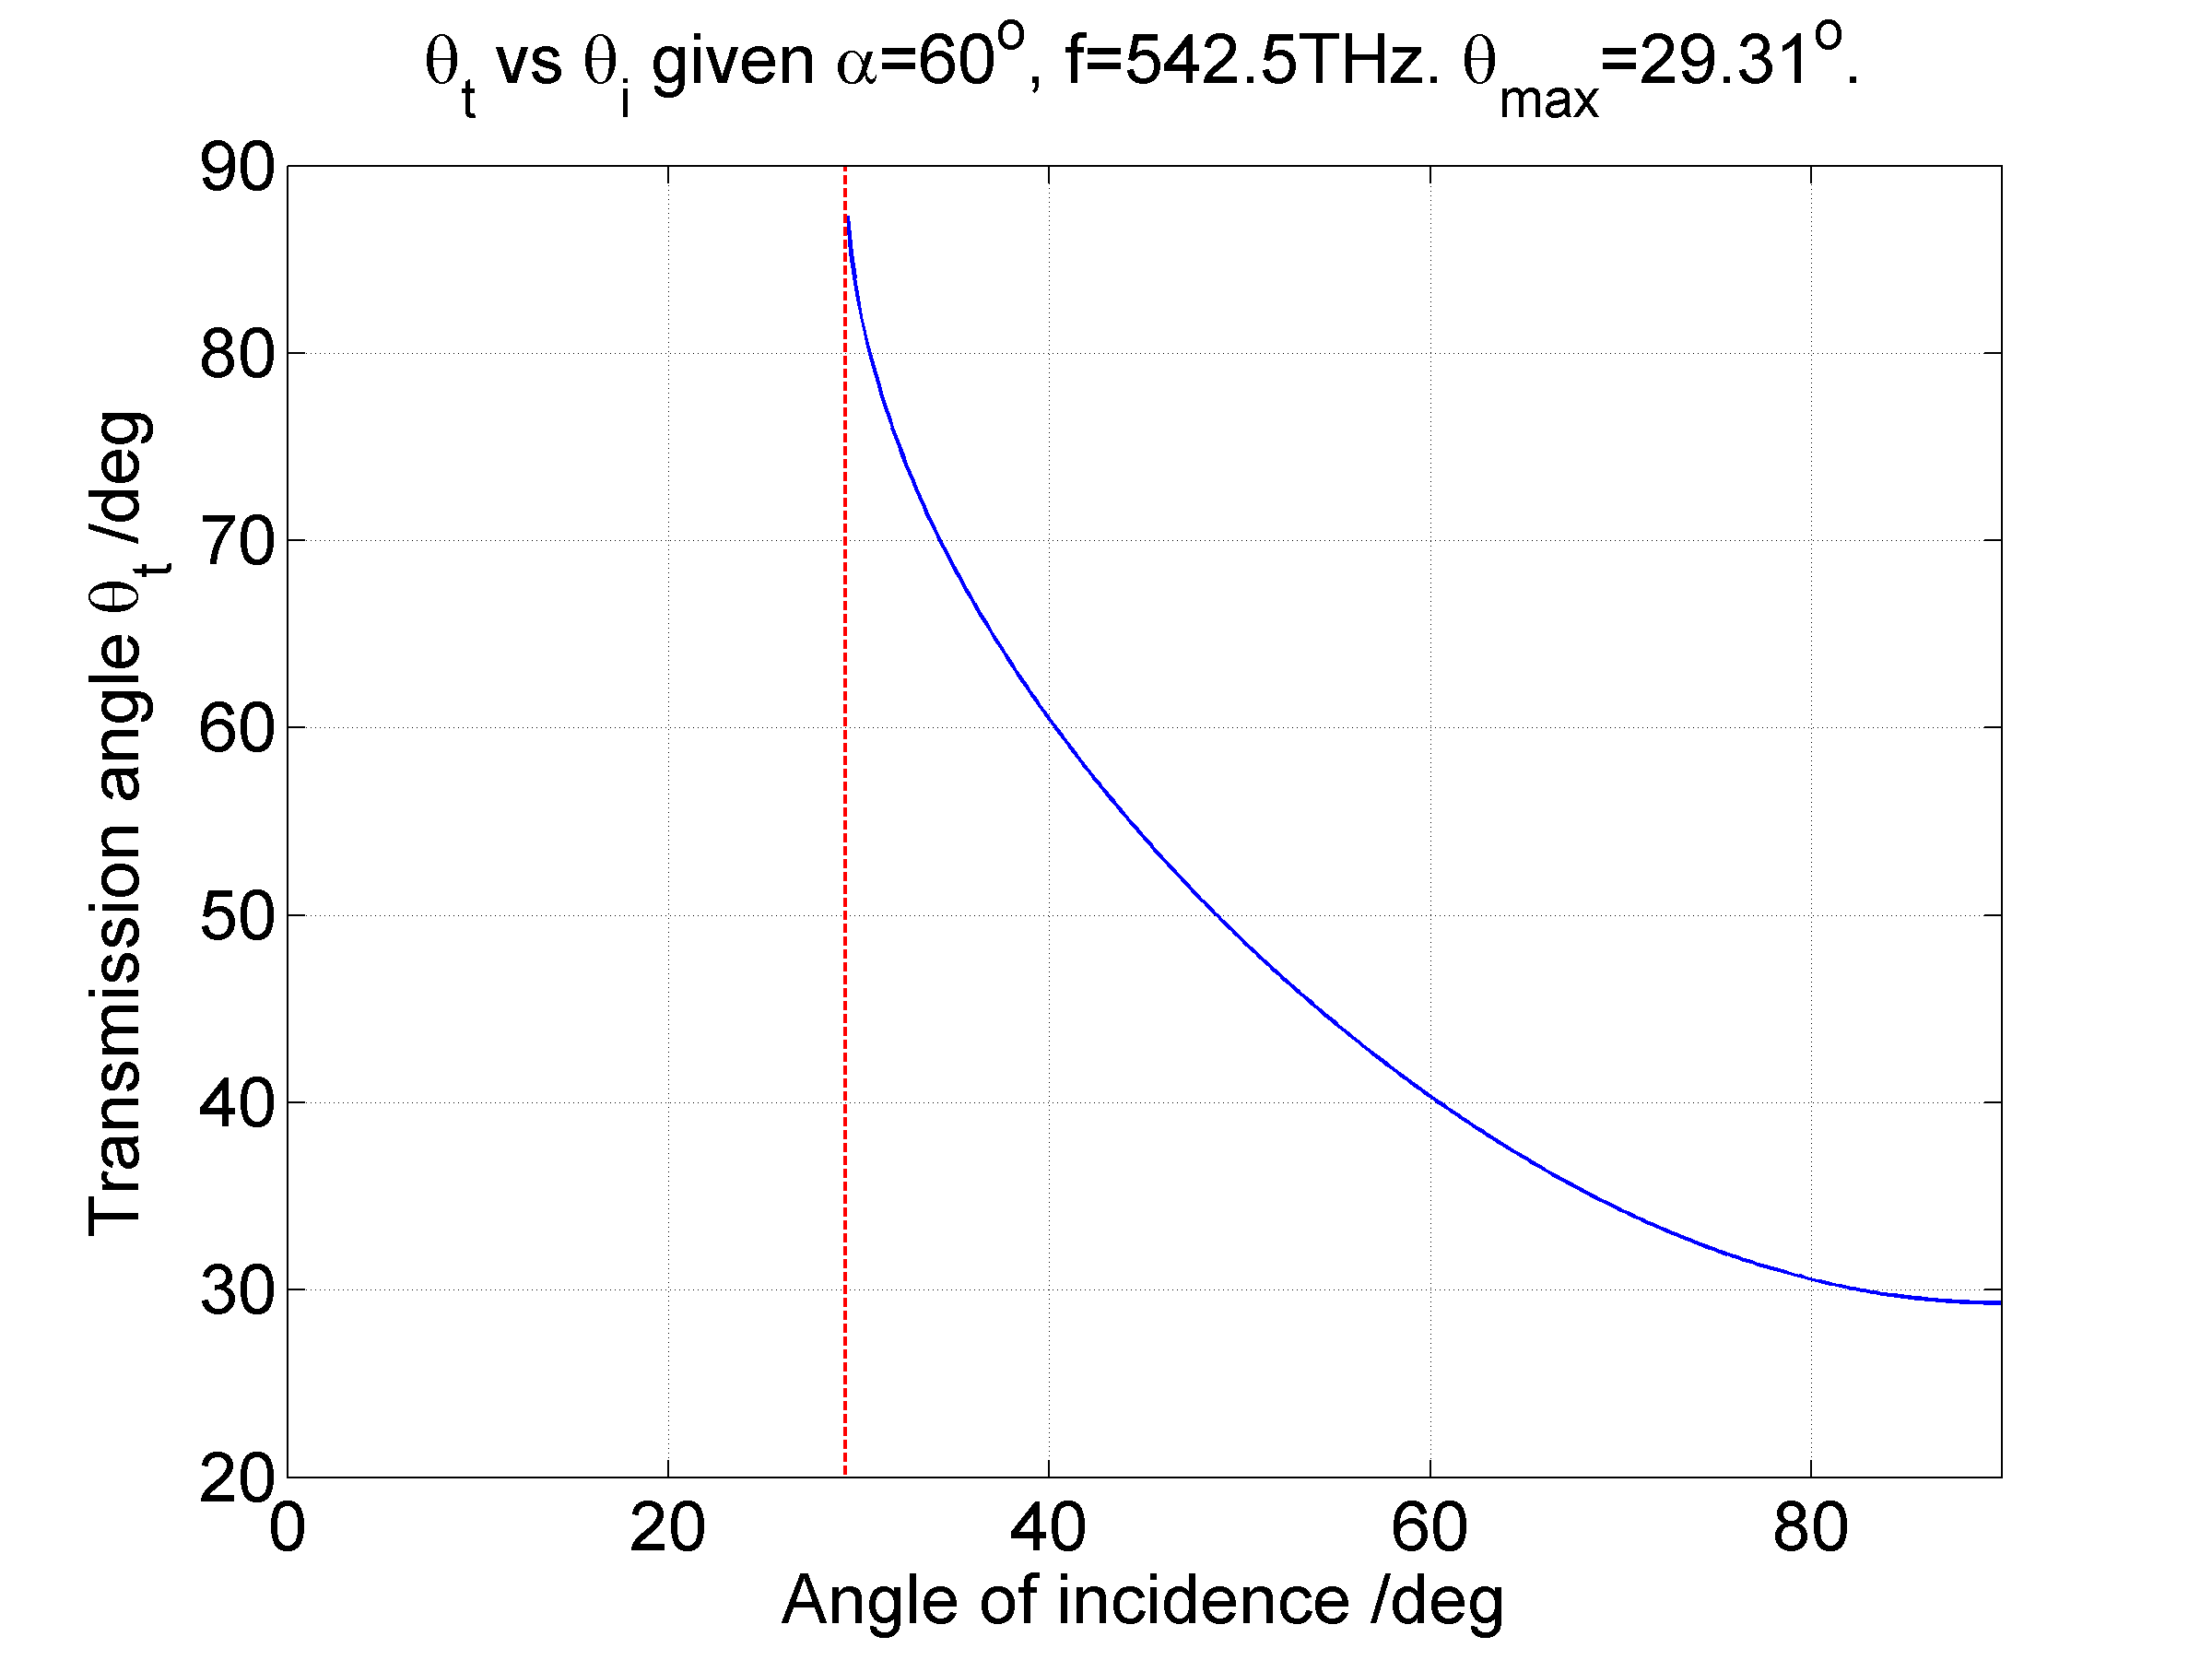 θt vs θi given α=60o, f=542.5THz. θmax=29.31o.
90
80
70
60
50
40
30
20
0 20 40 60 80
Transmission angle θt /deg
Angle of incidence /deg